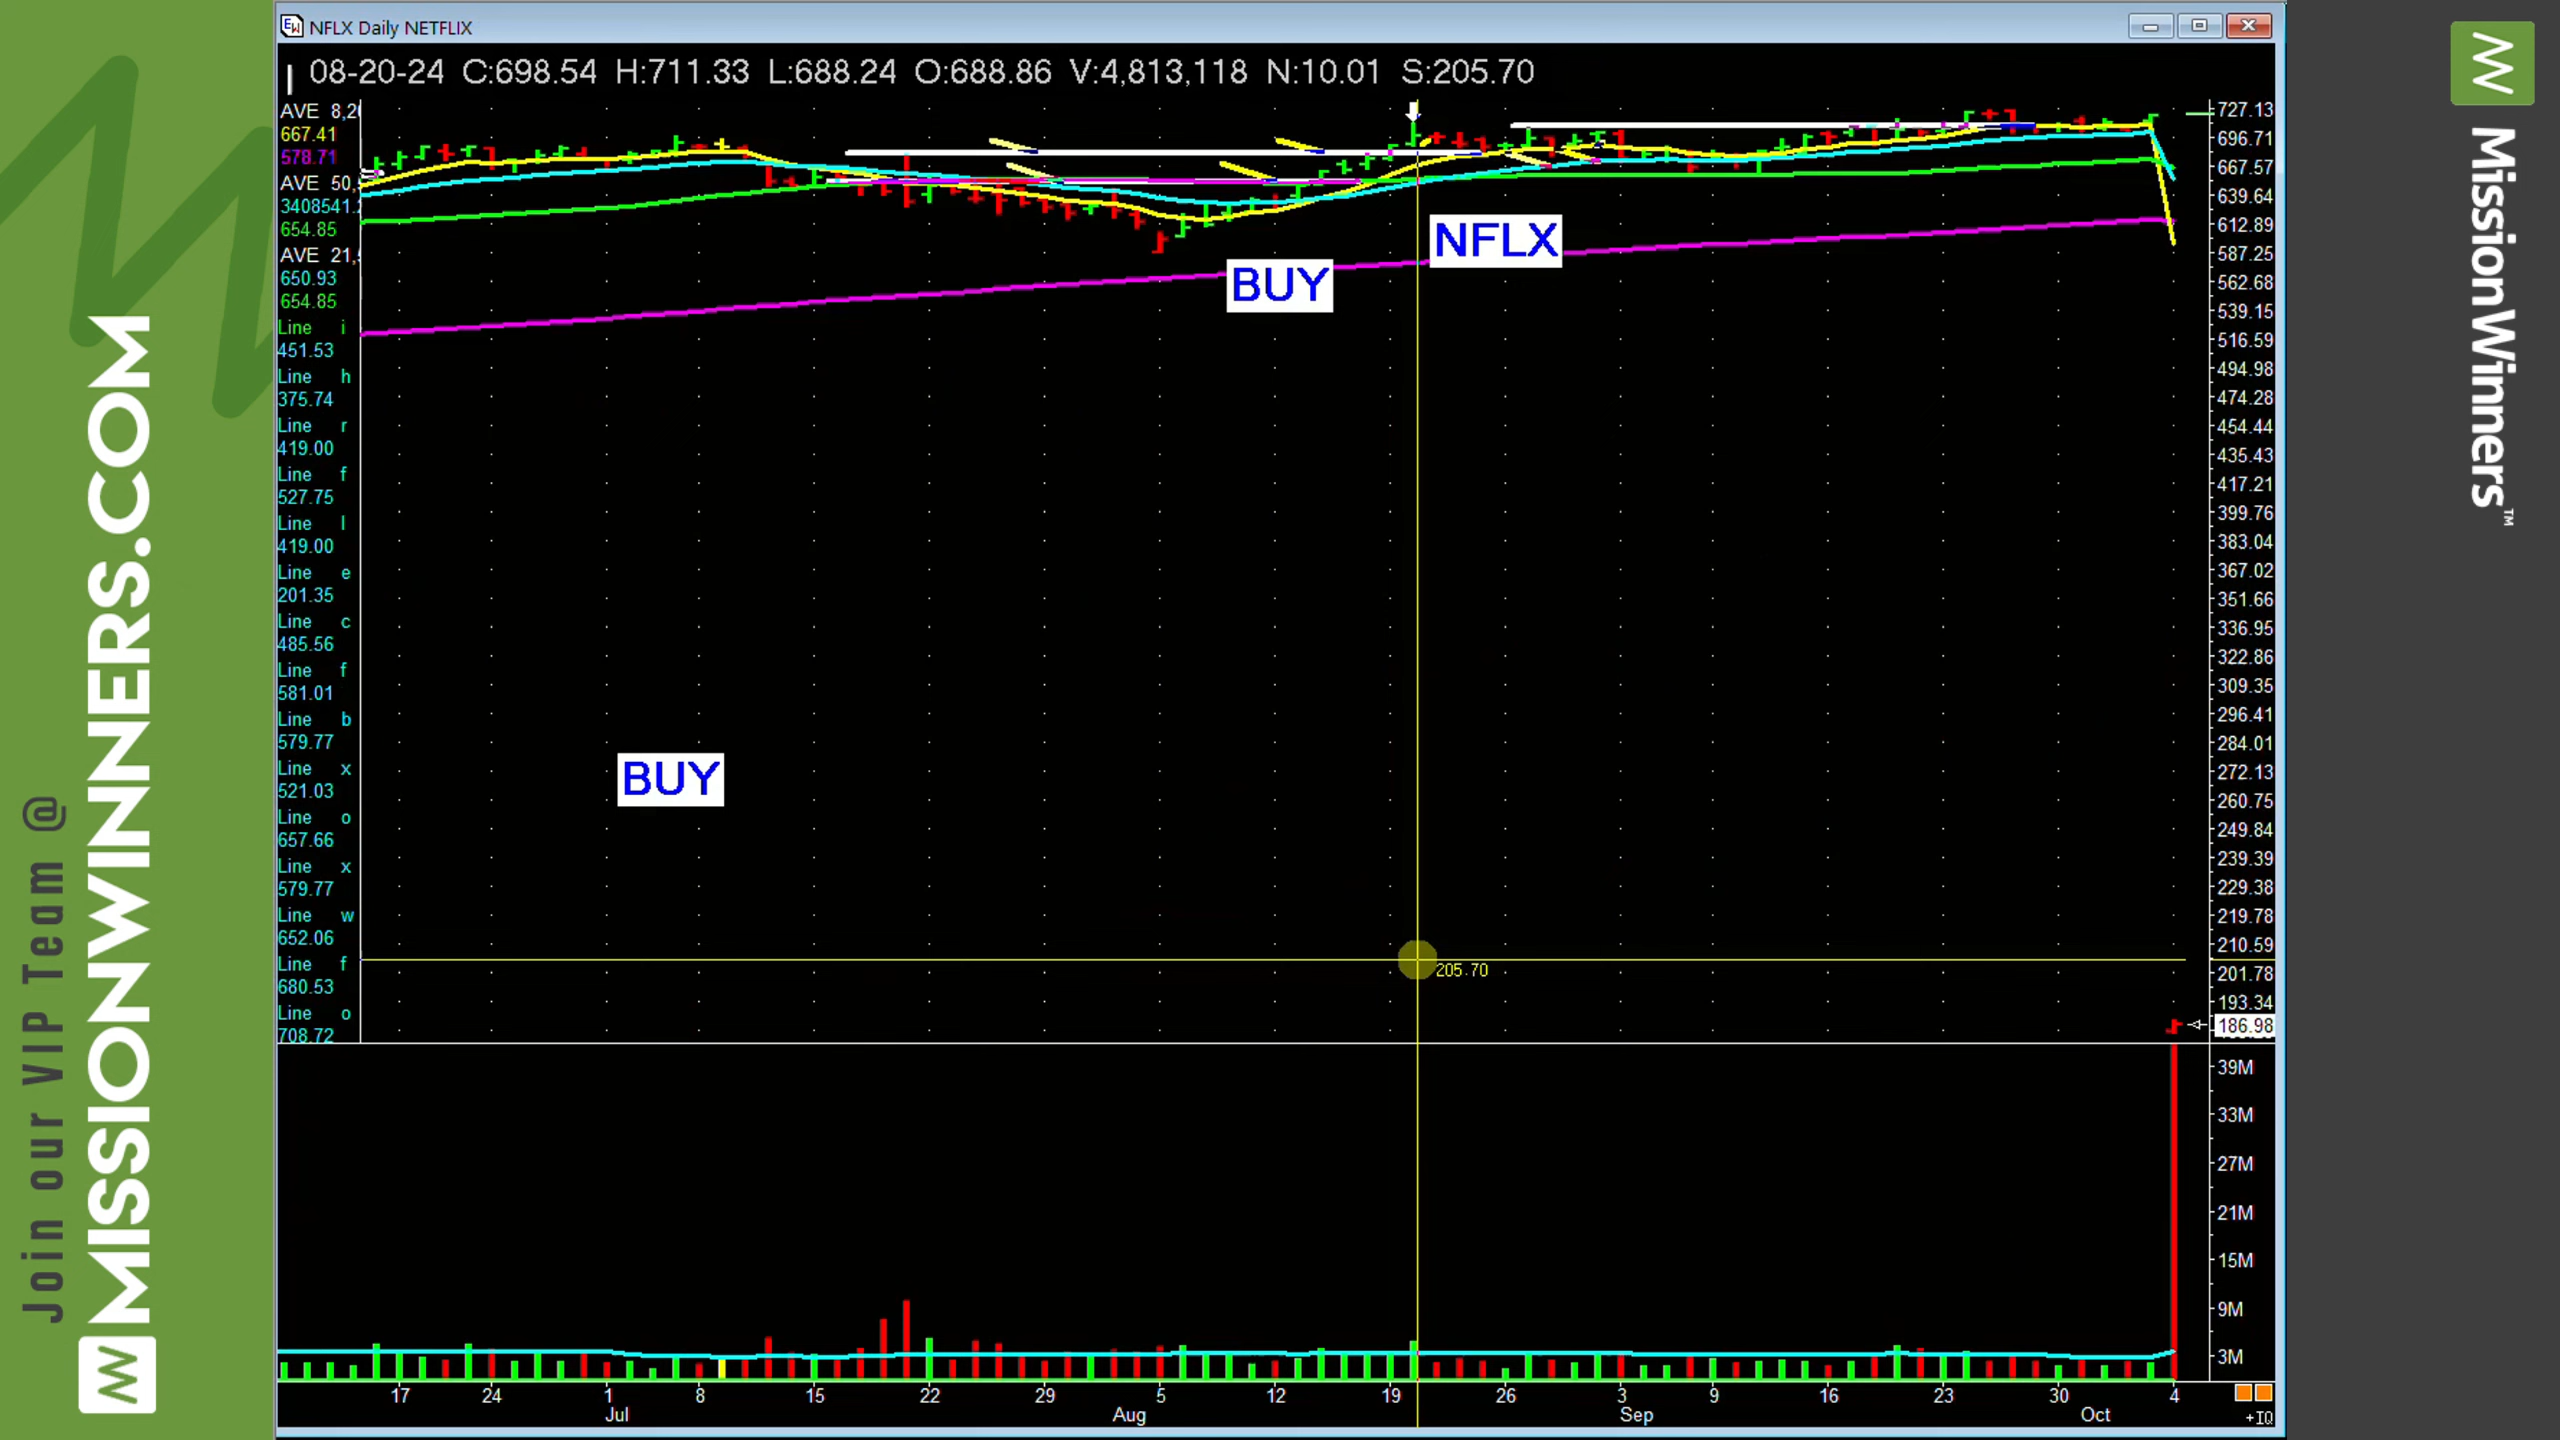 NFLX Daily NETFLIX
08-20-24 C:698.54 H:711.33 L:688.24 O:688.86 V:4,813,118 N:10.01 S:205.70
AVE 8,2
667.41
578.71
AVE 50,
3408541.
654.85
AVE 21,
650.93
654.85
Line i
451.53
Line h
375.74
Line r
419.00
Line f
527.75
Line l
419.00
Line e
201.35
Line c
485.56
Line f
581.01
Line b
579.77
Line x
521.03
Line o
657.66
Line x
579.77
Line w
652.06
Line f
680.53
Line o
708.72
NFLX
BUY
BUY
205.70
727.13
696.71
667.57
639.64
612.89
587.25
562.68
539.15
516.59
494.98
474.28
454.44
435.43
417.21
399.76
383.04
367.02
351.66
336.95
322.86
309.35
296.41
284.01
272.13
260.75
249.84
239.39
229.38
219.78
210.59
201.78
193.34
186.98
39M
33M
27M
21M
15M
9M
3M
17 24 1 8 15 22 29 5 12 19 26 3 9 16 23 30 4
Jul Aug Sep Oct
+IQ
Join our VIP Team @
MISSIONWINNERS.COM
MissionWinners™